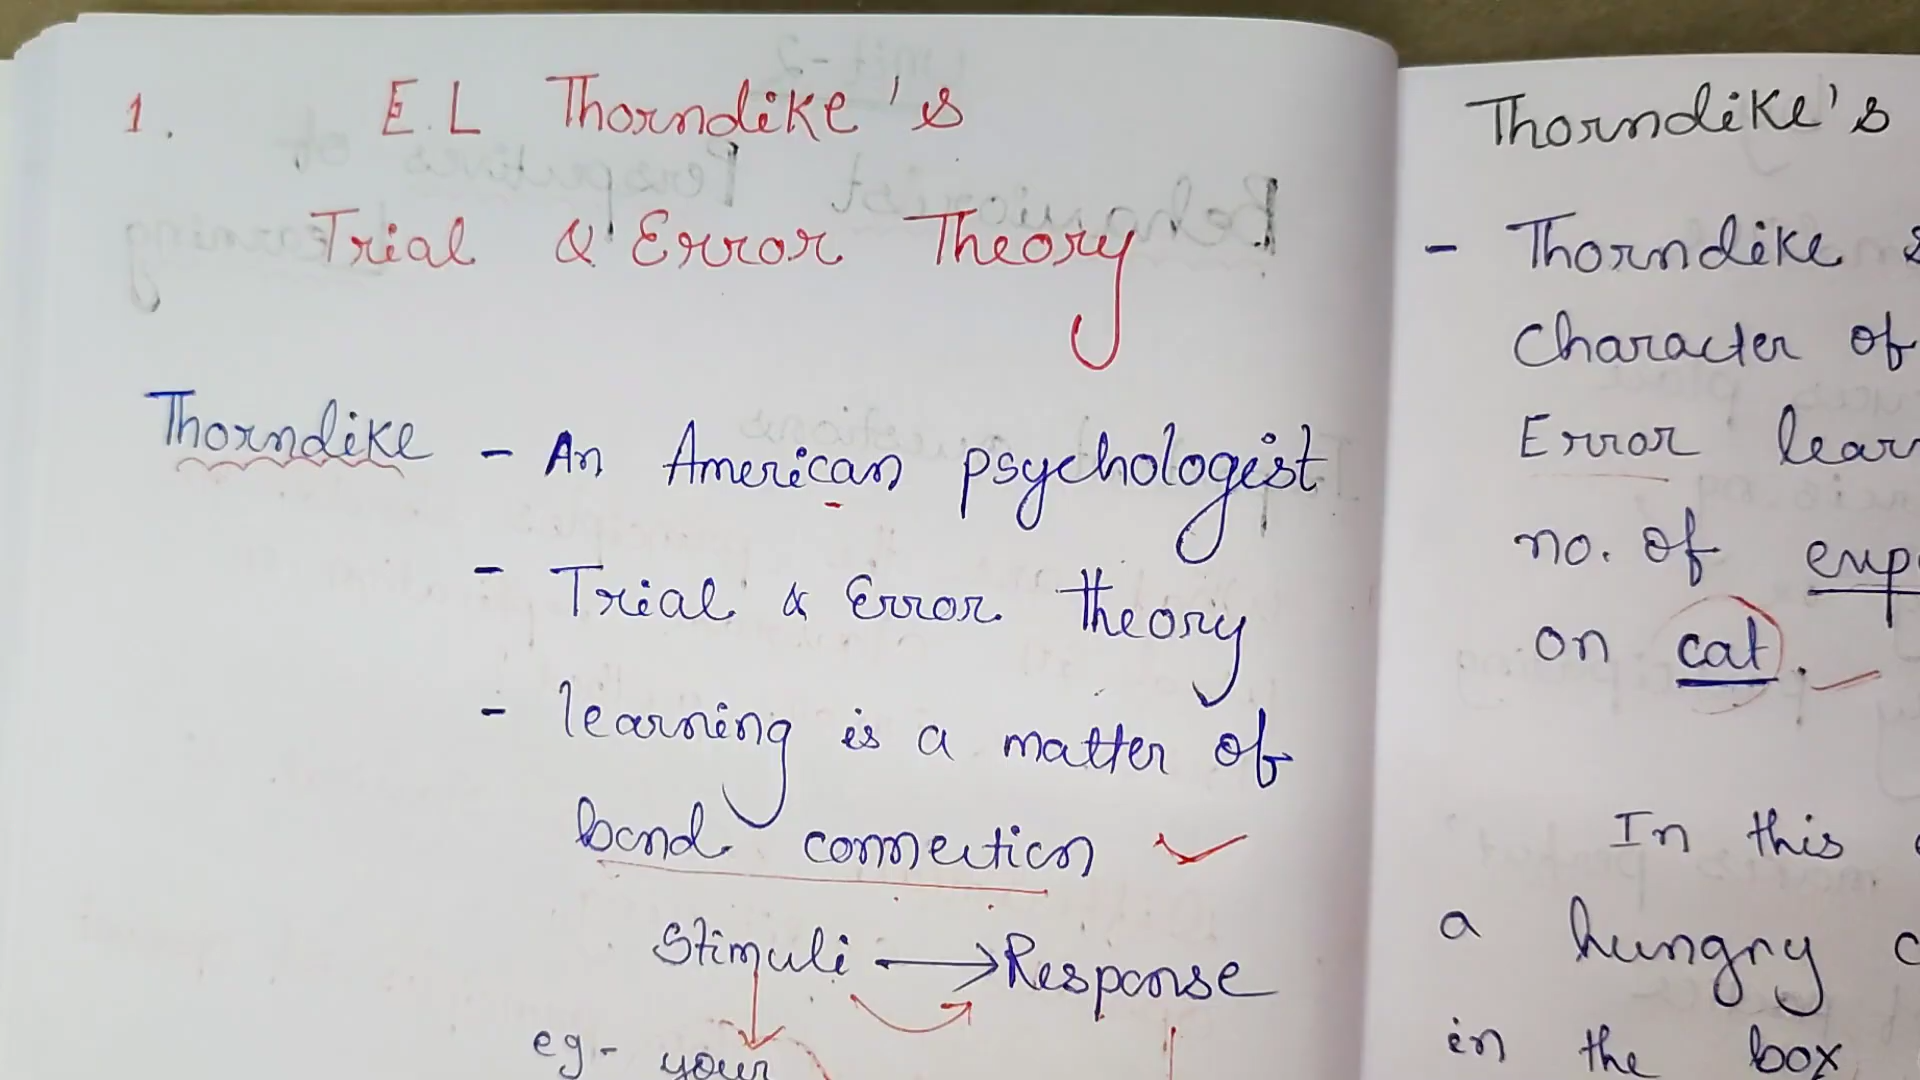 1. E.L Thorndike's
Trial & Error Theory
Thorndike - An American psychologist
- Trial & Error theory
- learning is a matter of
bond connection
Stimuli → Response
eg - your
Thorndike's
- Thorndike
character of
Error lear
no. of exp
on cat.
In this
a hungry c
in the box